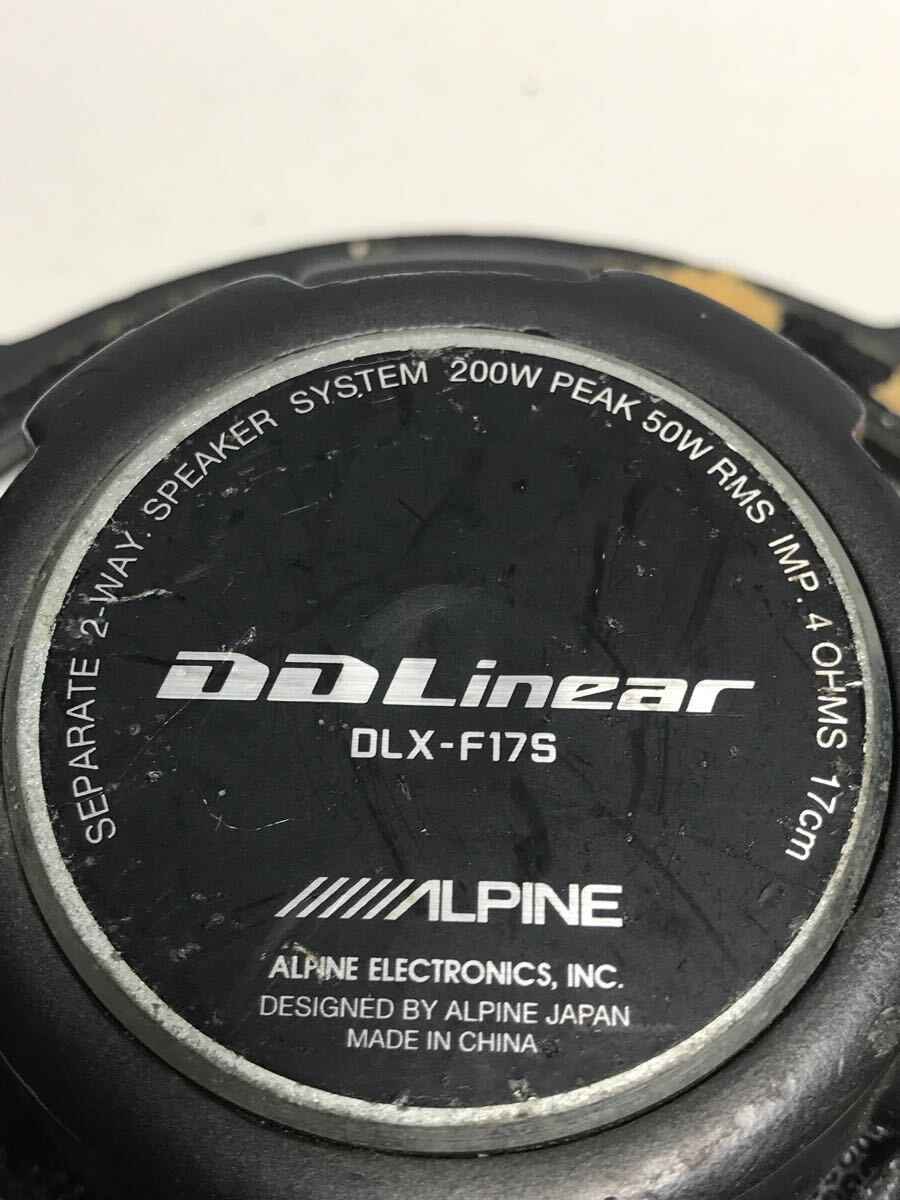 SEPARATE 2-WAY. SPEAKER SYSTEM 200W PEAK 50W RMS IMP. 4 OHMS 17cm
DDLinear
DLX-F17S
ALPINE
ALPINE ELECTRONICS, INC.
DESIGNED BY ALPINE JAPAN
MADE IN CHINA